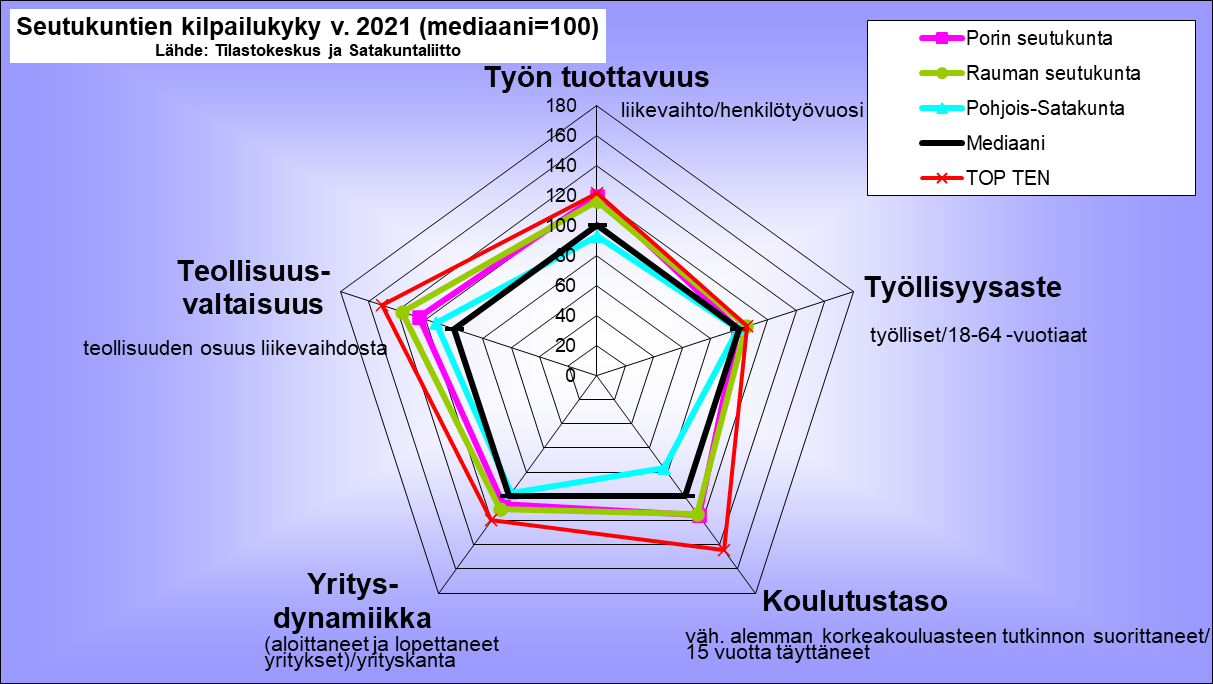 Seutukuntien kilpailukyky v. 2021 (mediaani=100)
Lähde: Tilastokeskus ja Satakuntaliitto
Porin seutukunta
Rauman seutukunta
Pohjois-Satakunta
Mediaani
TOP TEN
Työn tuottavuus
liikevaihto/henkilötyövuosi
180
160
140
120
100
80
60
40
20
0
Teollisuus-
valtaisuus
teollisuuden osuus liikevaihdosta
Työllisyysaste
työlliset/18-64 -vuotiaat
Yritys-
dynamiikka
(aloittaneet ja lopettaneet
yritykset)/yrityskanta
Koulutustaso
väh. alemman korkeakouluasteen tutkinnon suorittaneet/
15 vuotta täyttäneet